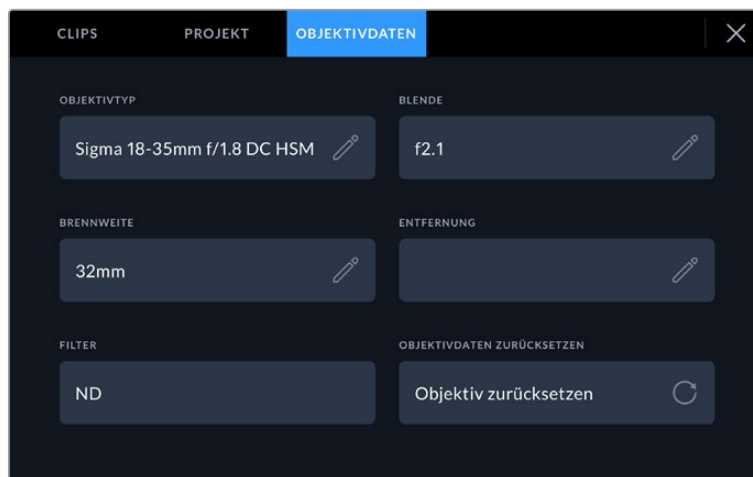 CLIPS PROJEKT OBJEKTIVDATEN
OBJEKTIVTYP BLENDE
Sigma 18-35mm f/1.8 DC HSM f2.1
BRENNWEITE ENTFERNUNG
32mm
FILTER OBJEKTIVDATEN ZURÜCKSETZEN
ND Objektiv zurücksetzen